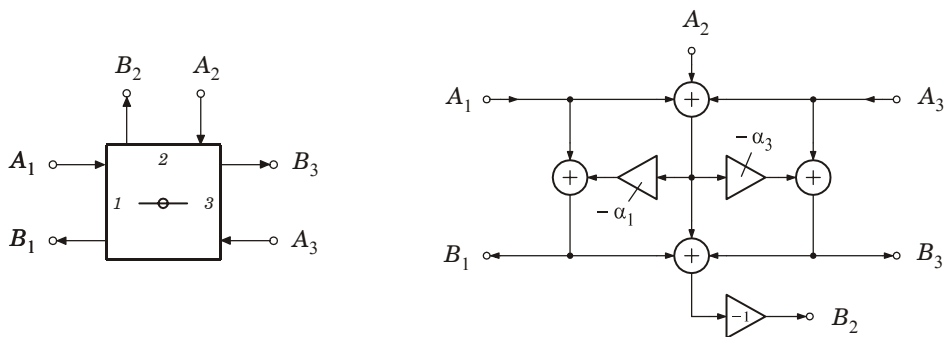 A₂
B₂ A₂
A₁ A₃
A₁ 2 B₃
1 3
− α₃
− α₁
B₁ A₃
B₁ B₃
−1
B₂